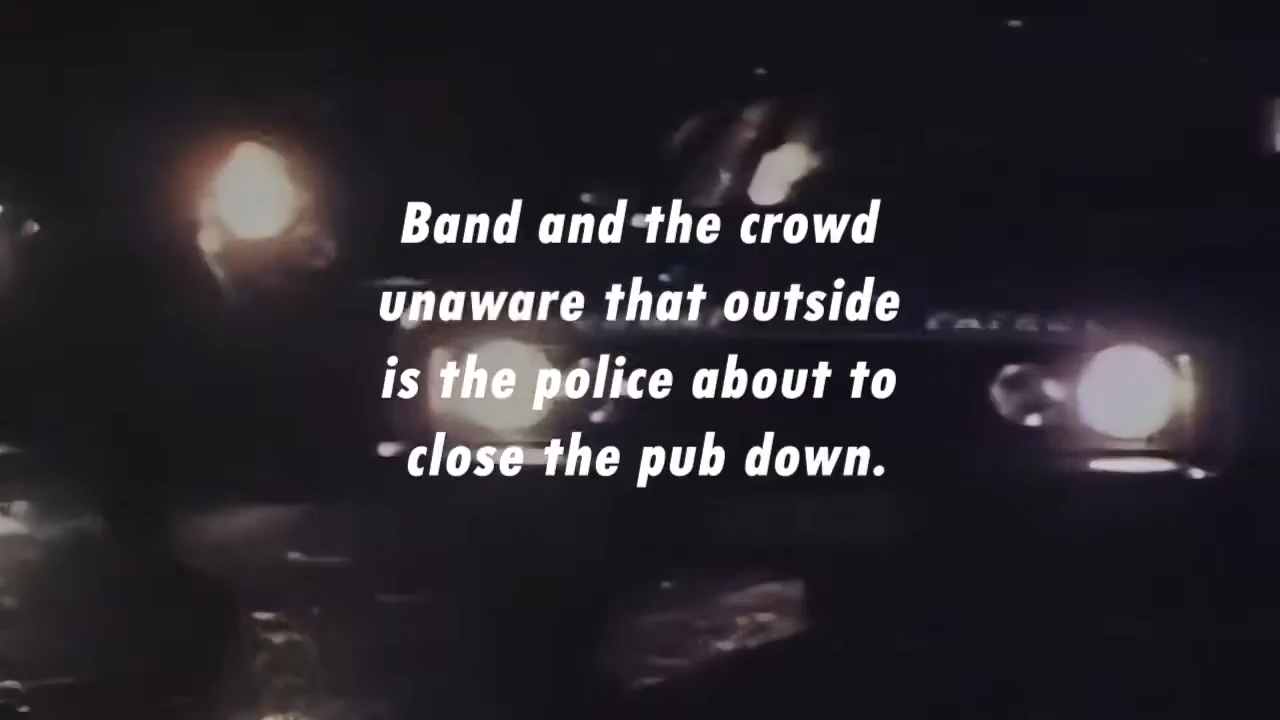 Band and the crowd
unaware that outside
is the police about to
close the pub down.